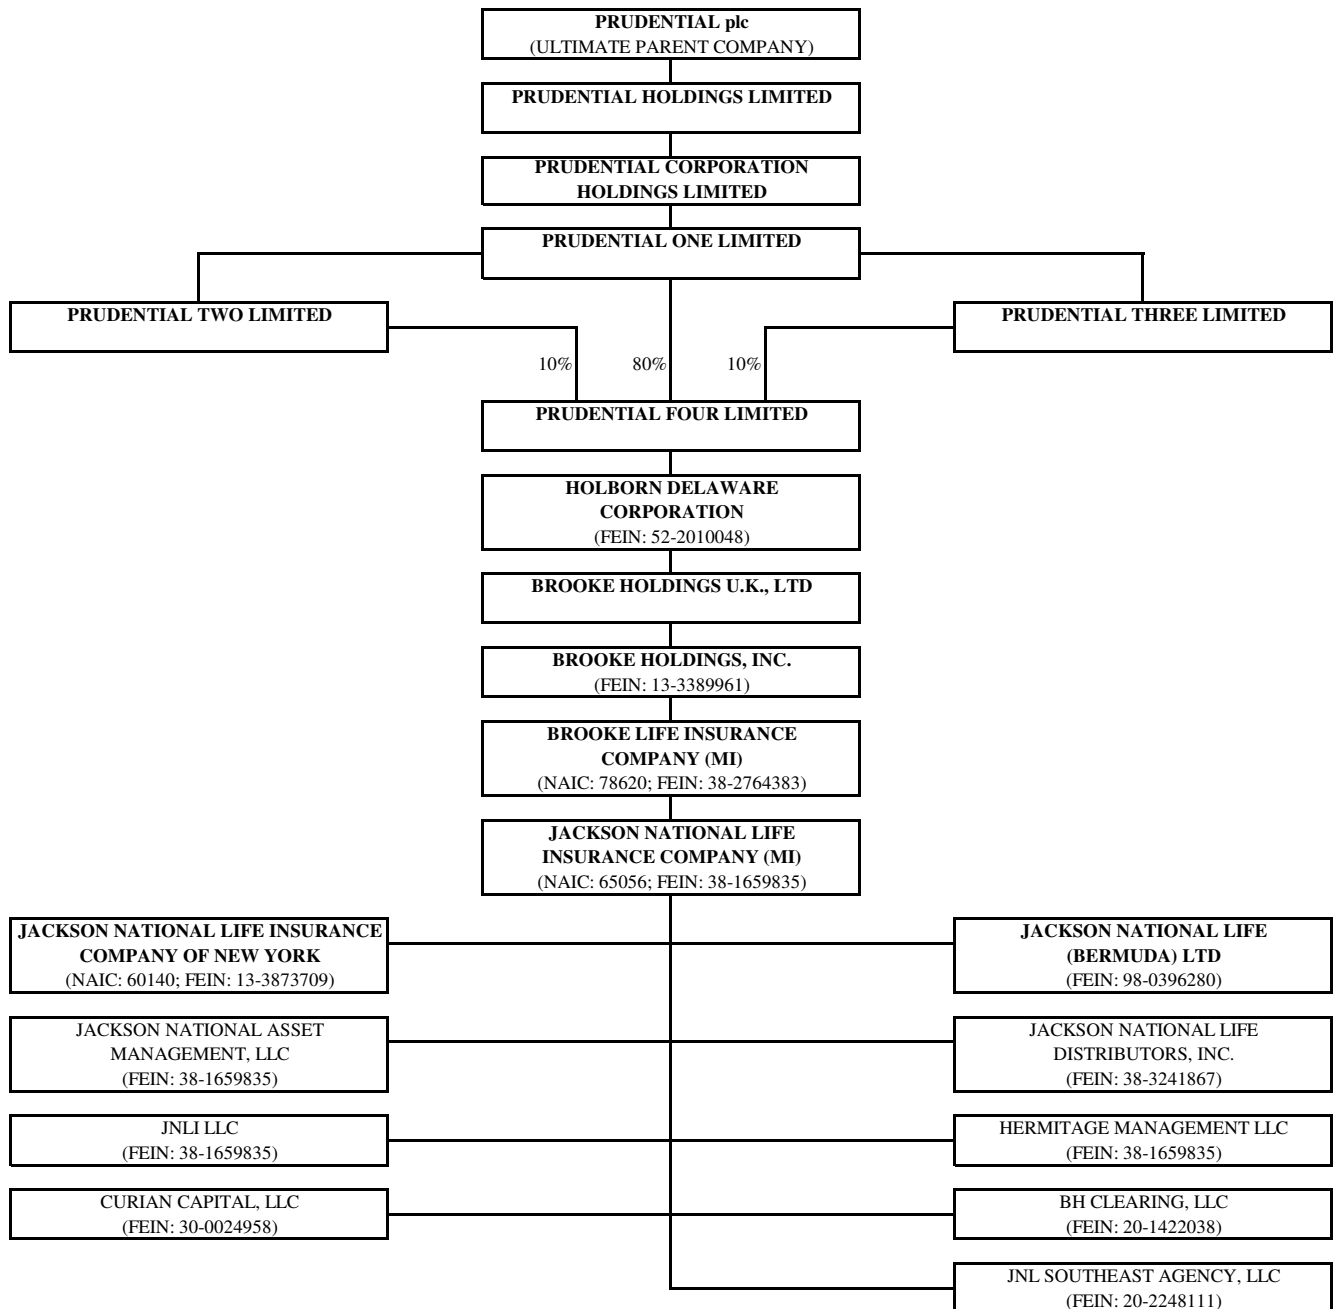 PRUDENTIAL plc
(ULTIMATE PARENT COMPANY)
PRUDENTIAL HOLDINGS LIMITED
PRUDENTIAL CORPORATION
HOLDINGS LIMITED
PRUDENTIAL ONE LIMITED
PRUDENTIAL TWO LIMITED
PRUDENTIAL THREE LIMITED
10%
80%
10%
PRUDENTIAL FOUR LIMITED
HOLBORN DELAWARE
CORPORATION
(FEIN: 52-2010048)
BROOKE HOLDINGS U.K., LTD
BROOKE HOLDINGS, INC.
(FEIN: 13-3389961)
BROOKE LIFE INSURANCE
COMPANY (MI)
(NAIC: 78620; FEIN: 38-2764383)
JACKSON NATIONAL LIFE
INSURANCE COMPANY (MI)
(NAIC: 65056; FEIN: 38-1659835)
JACKSON NATIONAL LIFE INSURANCE
COMPANY OF NEW YORK
(NAIC: 60140; FEIN: 13-3873709)
JACKSON NATIONAL LIFE
(BERMUDA) LTD
(FEIN: 98-0396280)
JACKSON NATIONAL ASSET
MANAGEMENT, LLC
(FEIN: 38-1659835)
JACKSON NATIONAL LIFE
DISTRIBUTORS, INC.
(FEIN: 38-3241867)
JNLI LLC
(FEIN: 38-1659835)
HERMITAGE MANAGEMENT LLC
(FEIN: 38-1659835)
CURIAN CAPITAL, LLC
(FEIN: 30-0024958)
BH CLEARING, LLC
(FEIN: 20-1422038)
JNL SOUTHEAST AGENCY, LLC
(FEIN: 20-2248111)